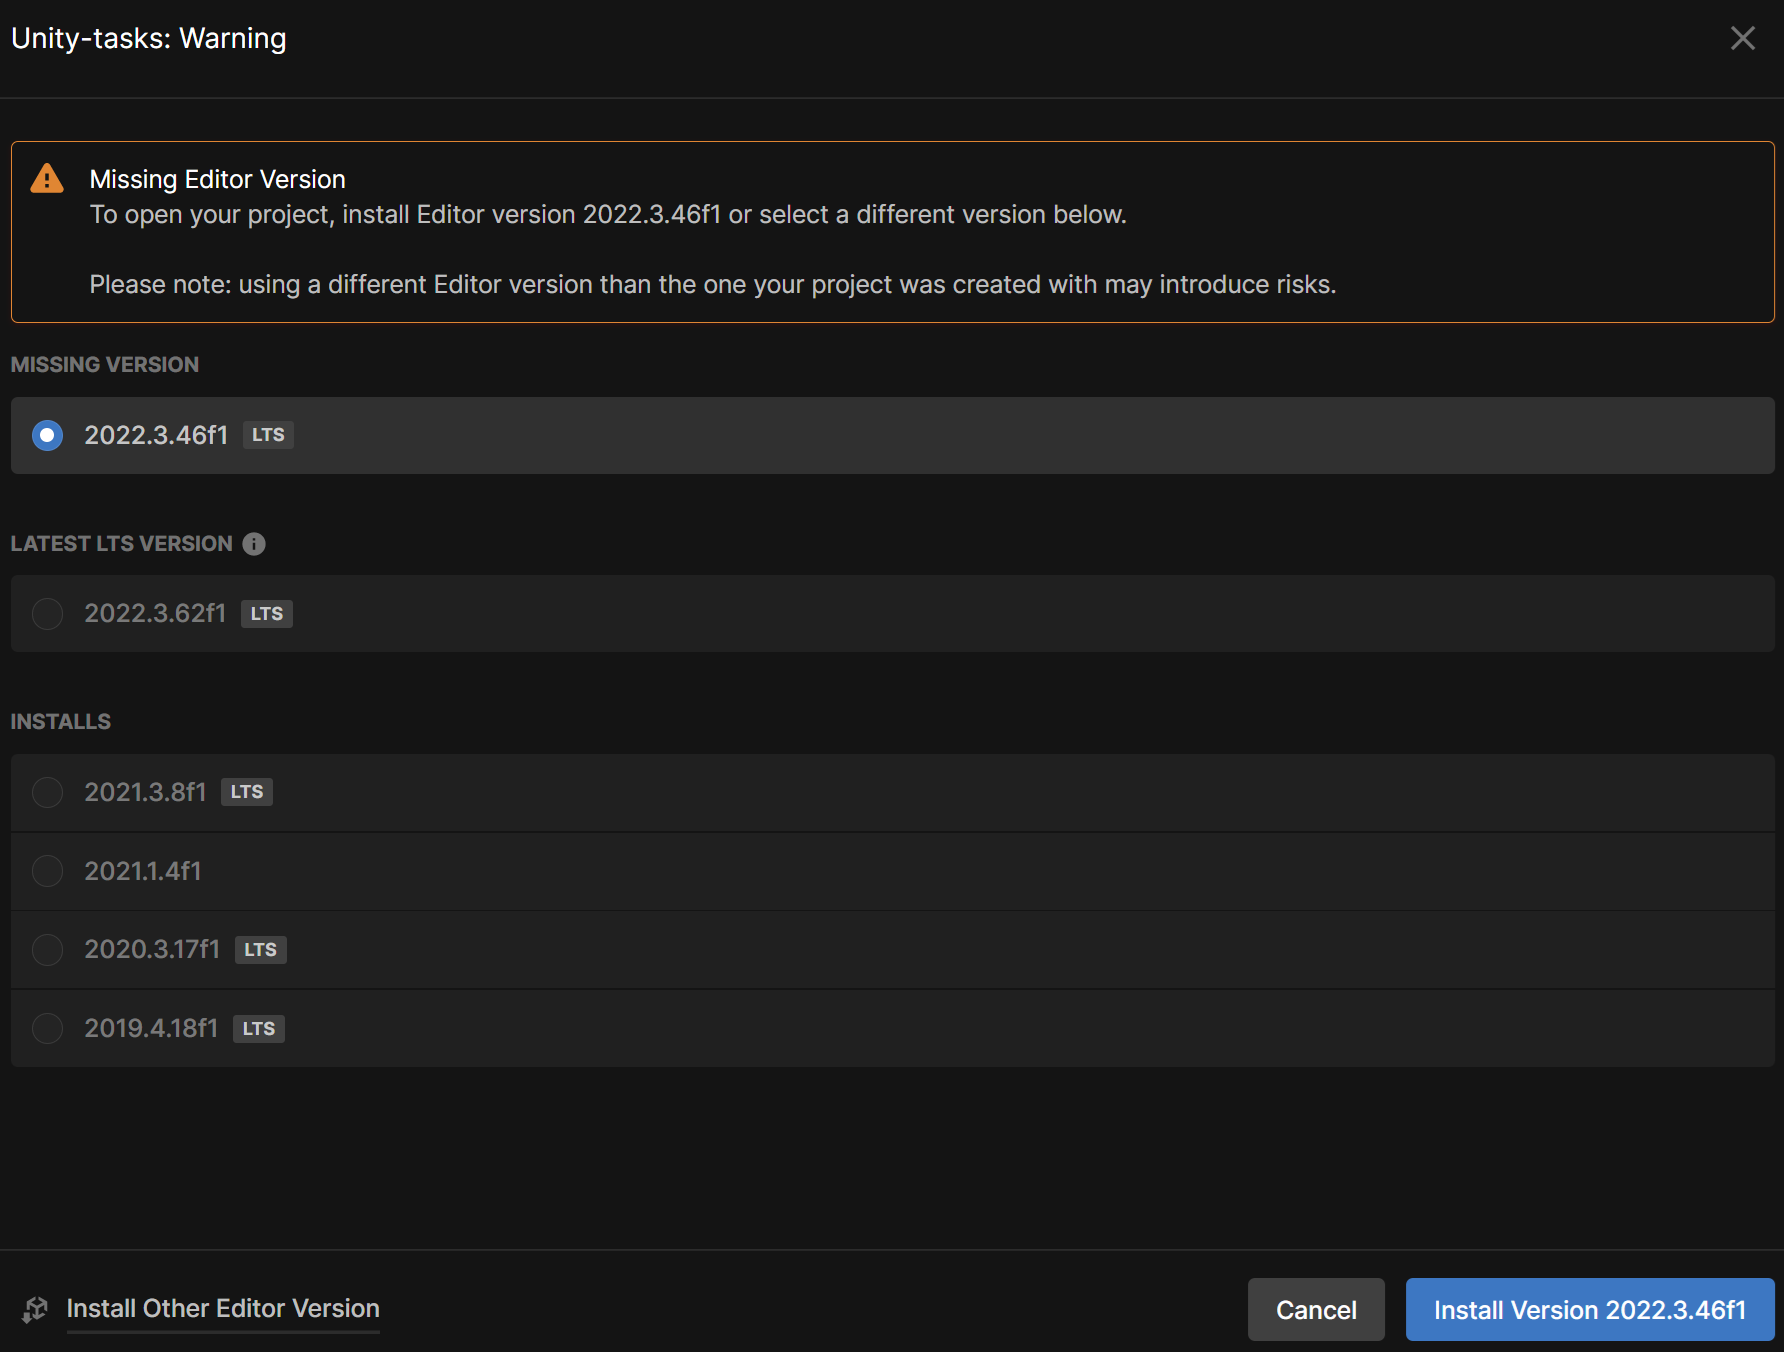 Unity-tasks: Warning
Missing Editor Version
To open your project, install Editor version 2022.3.46f1 or select a different version below.
Please note: using a different Editor version than the one your project was created with may introduce risks.
MISSING VERSION
2022.3.46f1 LTS
LATEST LTS VERSION
2022.3.62f1 LTS
INSTALLS
2021.3.8f1 LTS
2021.1.4f1
2020.3.17f1 LTS
2019.4.18f1 LTS
Install Other Editor Version
Cancel
Install Version 2022.3.46f1